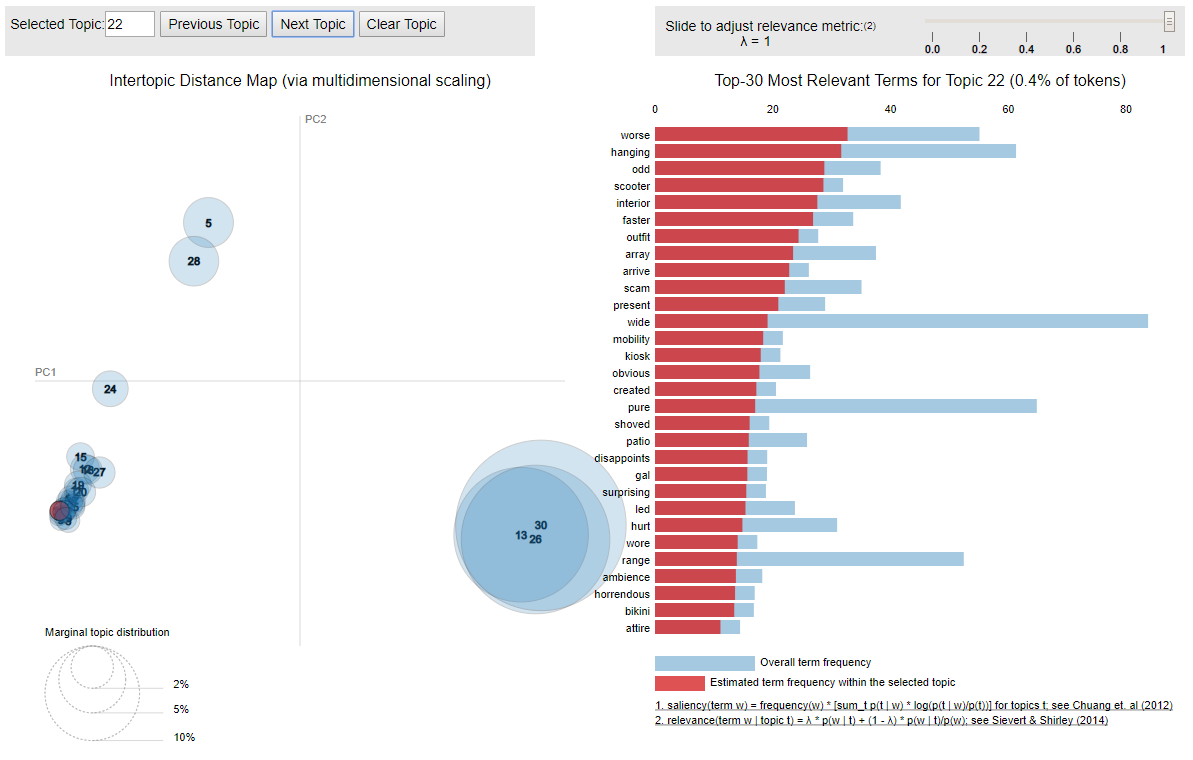 Selected Topic: 22 Previous Topic Next Topic Clear Topic
Slide to adjust relevance metric:(2)
λ = 1
0.0 0.2 0.4 0.6 0.8 1
Intertopic Distance Map (via multidimensional scaling)
PC2
PC1
5
28
24
15
27
30
13
26
Marginal topic distribution
2%
5%
10%
Top-30 Most Relevant Terms for Topic 22 (0.4% of tokens)
0 20 40 60 80
worse
hanging
odd
scooter
interior
faster
outfit
array
arrive
scam
present
wide
mobility
kiosk
obvious
created
pure
shoved
patio
disappoints
gal
surprising
led
hurt
wore
range
ambience
horrendous
bikini
attire
Overall term frequency
Estimated term frequency within the selected topic
1. saliency(term w) = frequency(w) * [sum_t p(t | w) * log(p(t | w)/p(t))] for topics t; see Chuang et. al (2012)
2. relevance(term w | topic t) = λ * p(w | t) + (1 - λ) * p(w | t)/p(w); see Sievert & Shirley (2014)